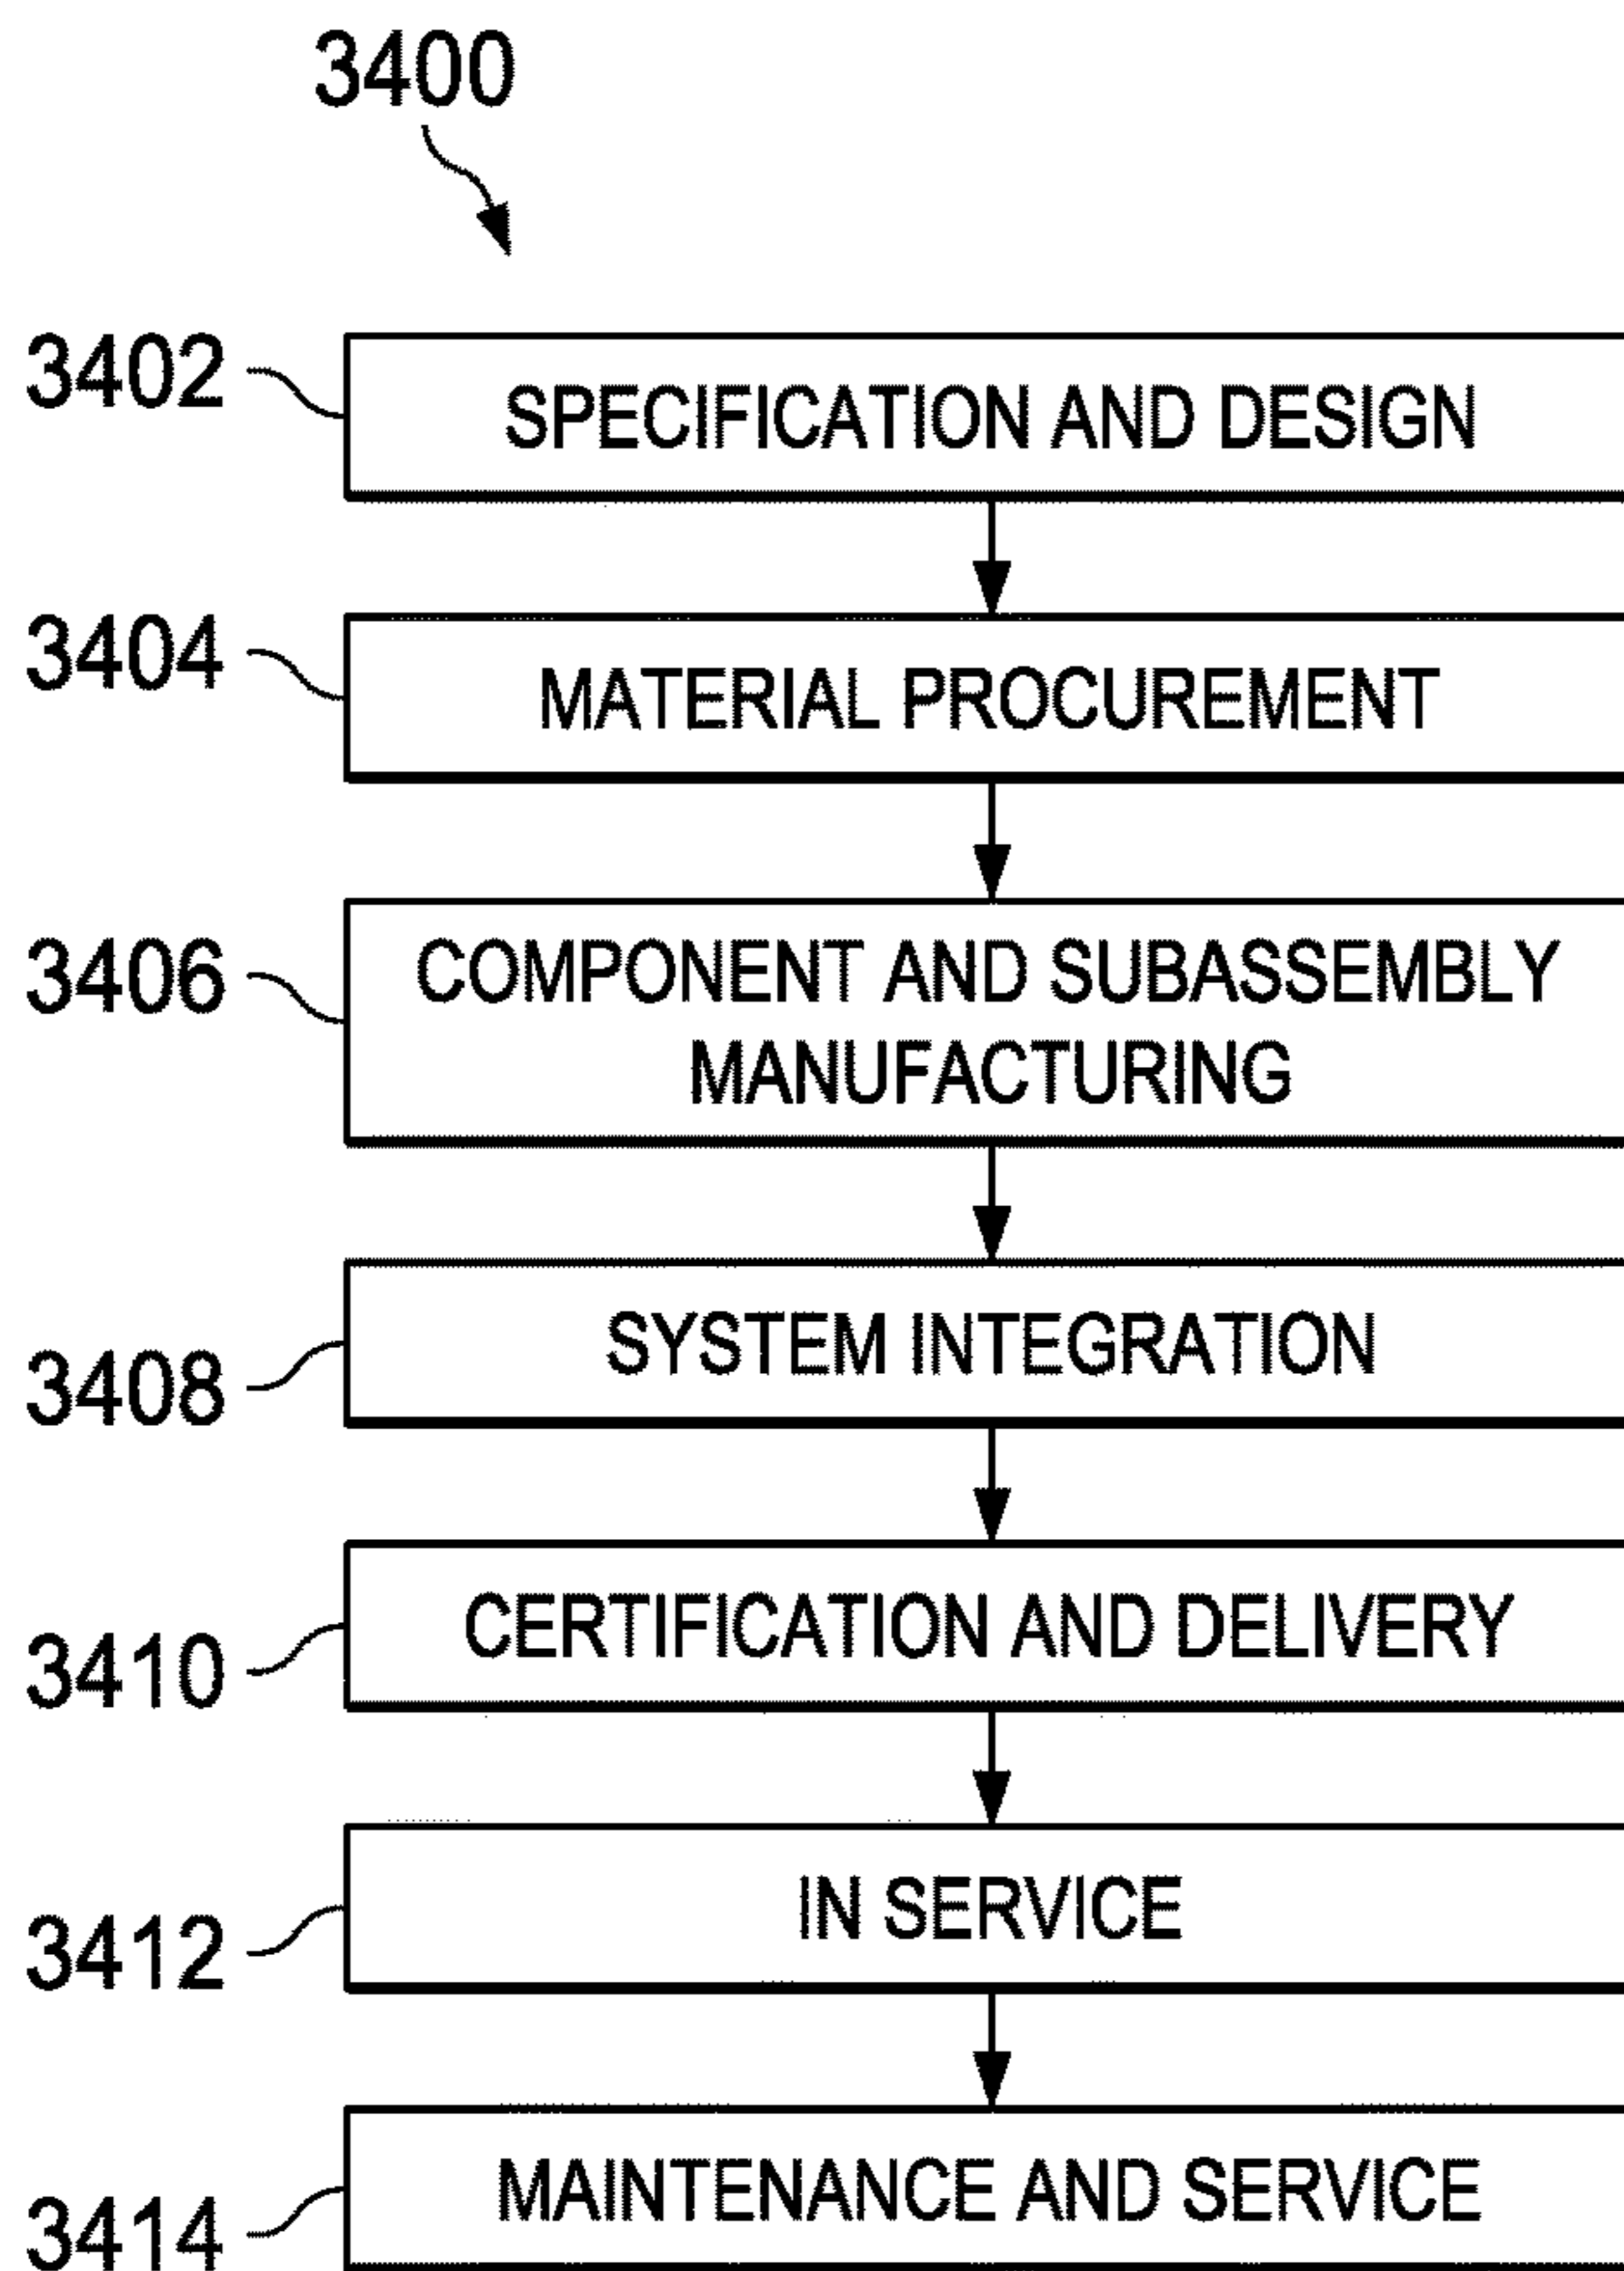 3400
3402
SPECIFICATION AND DESIGN
3404
MATERIAL PROCUREMENT
3406
COMPONENT AND SUBASSEMBLY
MANUFACTURING
3408
SYSTEM INTEGRATION
3410
CERTIFICATION AND DELIVERY
3412
IN SERVICE
3414
MAINTENANCE AND SERVICE